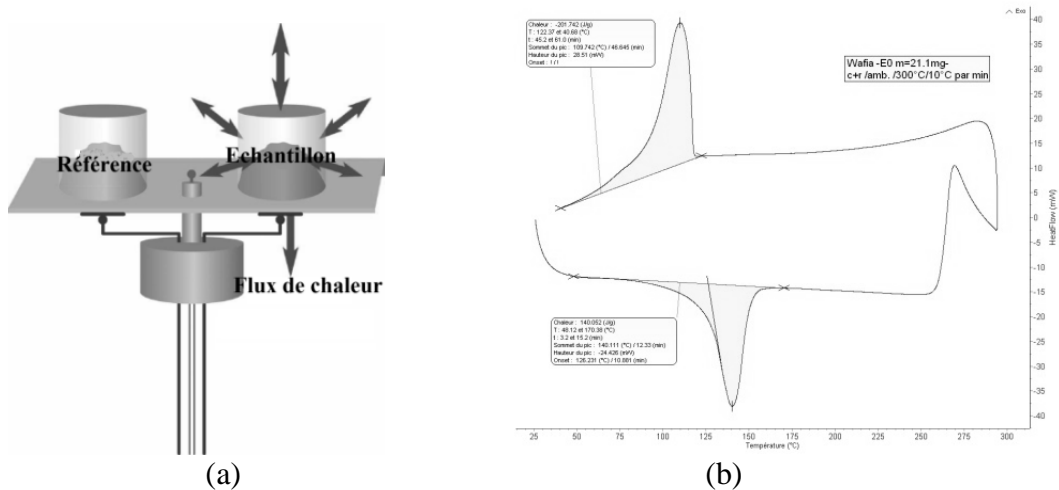 Référence
Echantillon
Flux de chaleur
(a)
Exo
Chaleur : -201.742 (J/g)
T : 122.37 et 40.68 (°C)
t : 45.2 et 61.0 (min)
Sommet du pic : 109.742 (°C) / 46.645 (min)
Hauteur du pic : 28.51 (mW)
Onset : / /
Wafia -E0 m=21.1mg-
c+r /amb. /300°C/10°C par min
Chaleur : 140.052 (J/g)
T : 48.12 et 170.38 (°C)
t : 3.2 et 15.2 (min)
Sommet du pic : 140.111 (°C) / 12.33 (min)
Hauteur du pic : -24.426 (mW)
Onset : 126.231 (°C) / 10.881 (min)
40
35
30
25
20
15
10
5
0
-5
-10
-15
-20
-25
-30
-35
-40
HeatFlow (mW)
25 50 75 100 125 150 175 200 225 250 275 300
Température (°C)
(b)